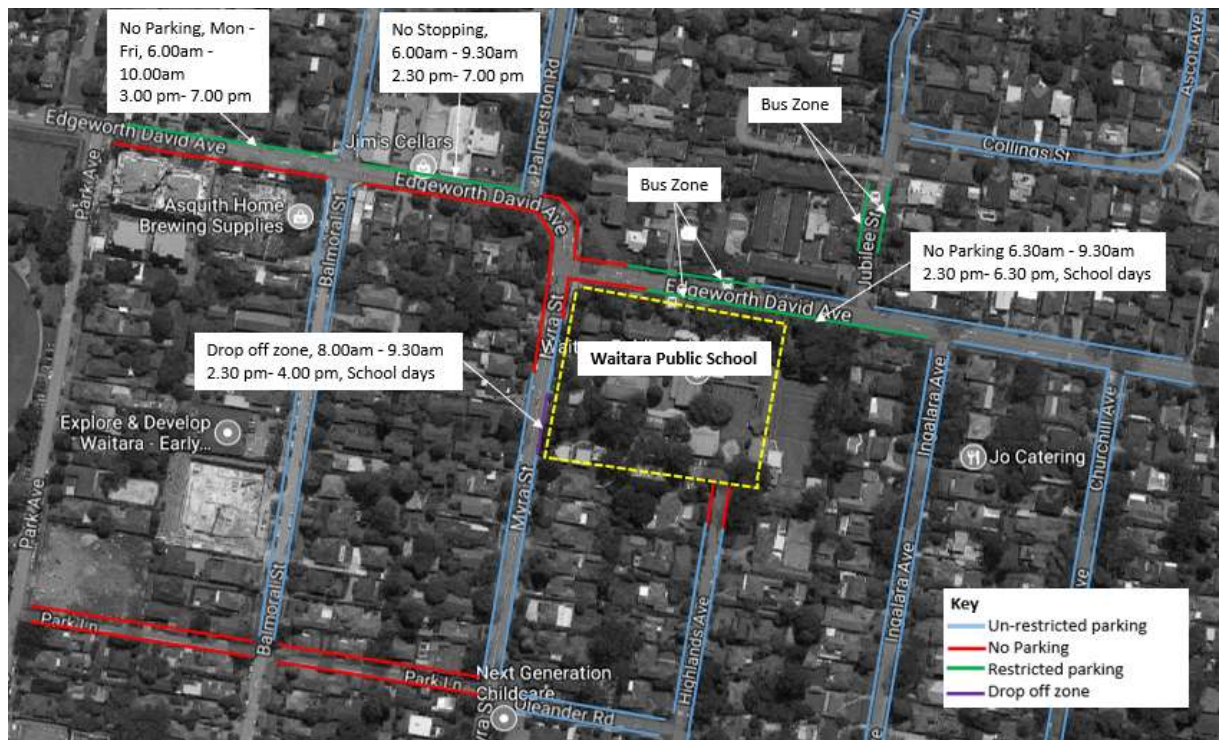 No Parking, Mon -
Fri, 6.00am -
10.00am
3.00 pm- 7.00 pm
No Stopping,
6.00am - 9.30am
2.30 pm- 7.00 pm
Palmerston Rd
Bus Zone
Ascot Ave
Collings St
Edgeworth David Ave
Jim's Cellars
Edgeworth David Ave
Park Ave
Asquith Home
Brewing Supplies
Balmoral St
Bus Zone
Jubilee St
No Parking 6.30am - 9.30am
2.30 pm- 6.30 pm, School days
Edgeworth David Ave
Myra St
Waitara Public School
Drop off zone, 8.00am - 9.30am
2.30 pm- 4.00 pm, School days
Explore & Develop
Waitara - Early...
Ingalara Ave
Churchill Ave
Jo Catering
Myra St
Park Ave
Balmoral St
Highlands Ave
Ingalara Ave
Ave
Park Ln
Park Ln
Next Generation
Childcare
Oleander Rd
Key
Un-restricted parking
No Parking
Restricted parking
Drop off zone